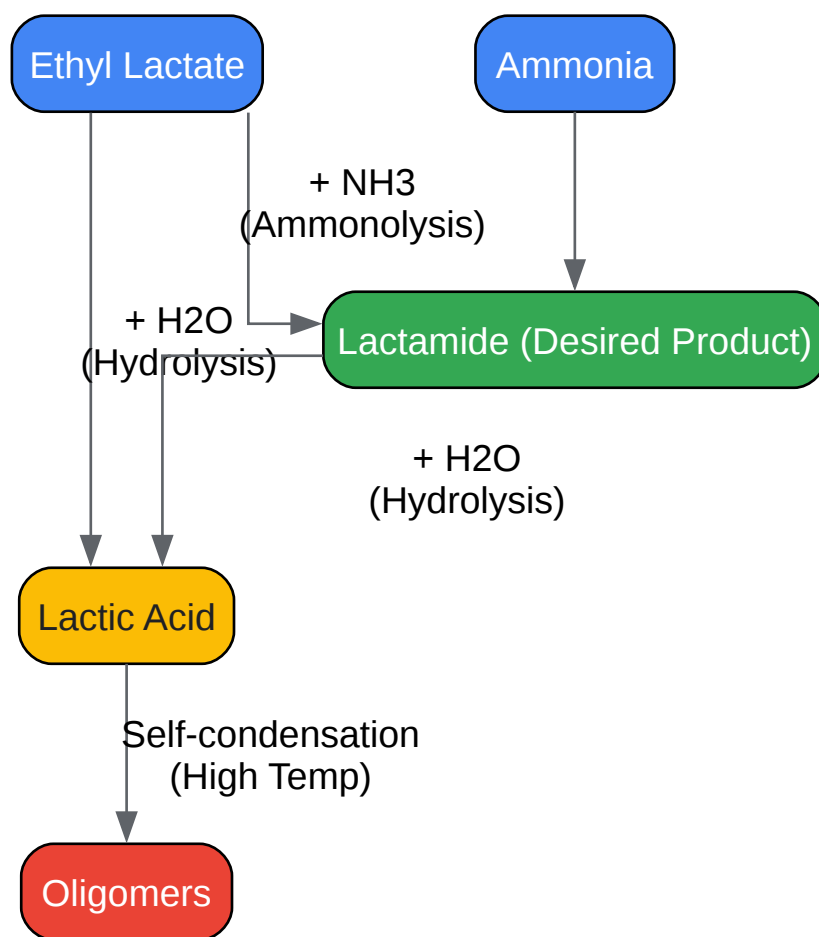 Ethyl Lactate
Ammonia
+ NH3
(Ammonolysis)
+ H2O
(Hydrolysis)
Lactamide (Desired Product)
+ H2O
(Hydrolysis)
Lactic Acid
Self-condensation
(High Temp)
Oligomers